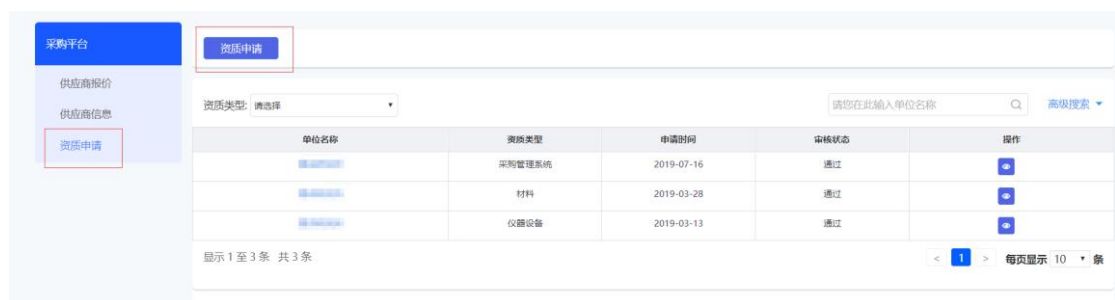 采购平台
资质申请
供应商报价
供应商信息
资质申请
资质类型: 请选择
请您在此输入单位名称
高级搜索
单位名称 资质类型 申请时间 审核状态 操作
采购管理系统 2019-07-16 通过
材料 2019-03-28 通过
仪器设备 2019-03-13 通过
显示 1 至 3 条 共 3 条
< 1 > 每页显示 10 条